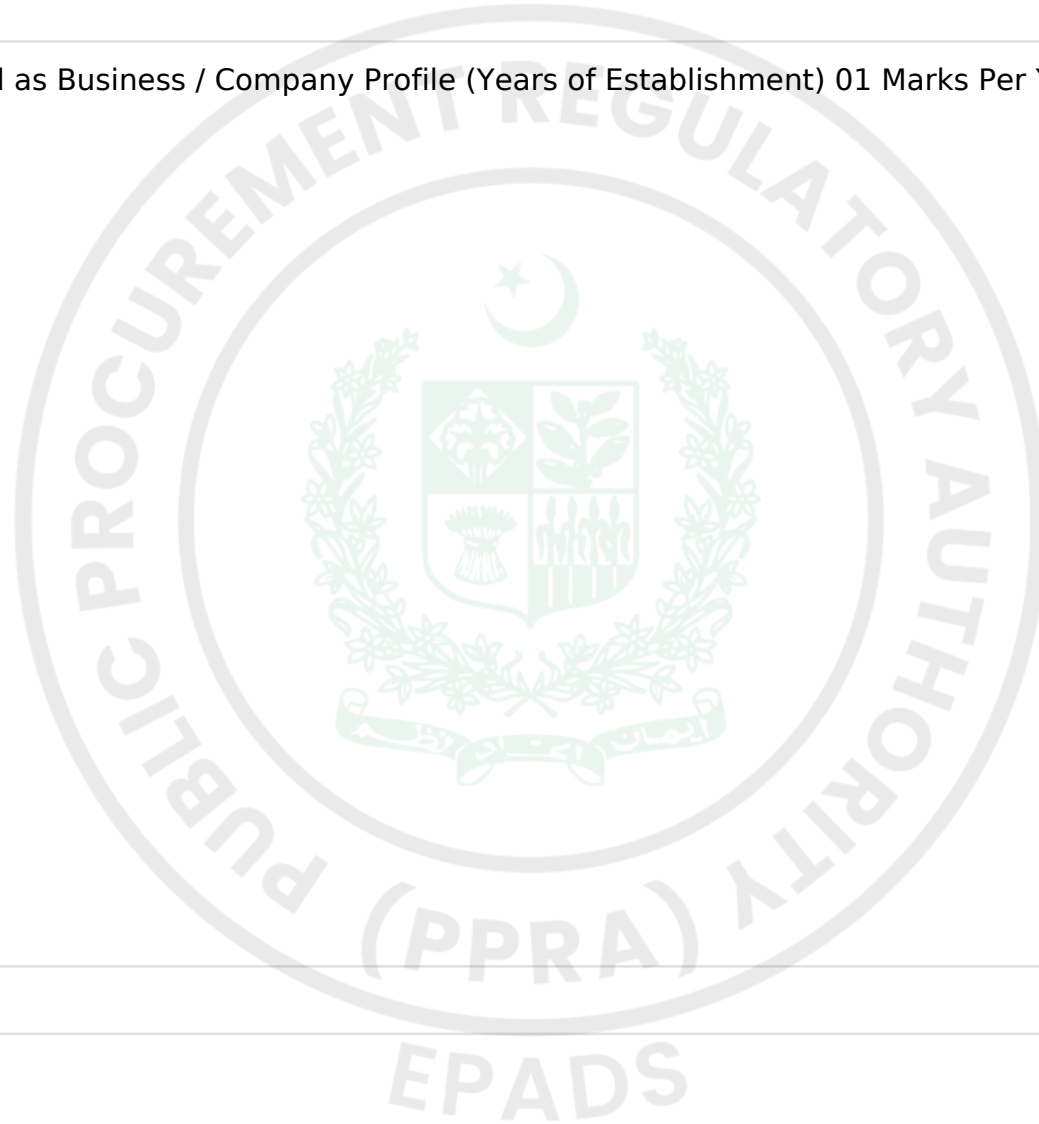 as Business / Company Profile (Years of Establishment) 01 Marks Per
PUBLIC PROCUREMENT REGULATORY AUTHORITY
(PPRA)
EPADS